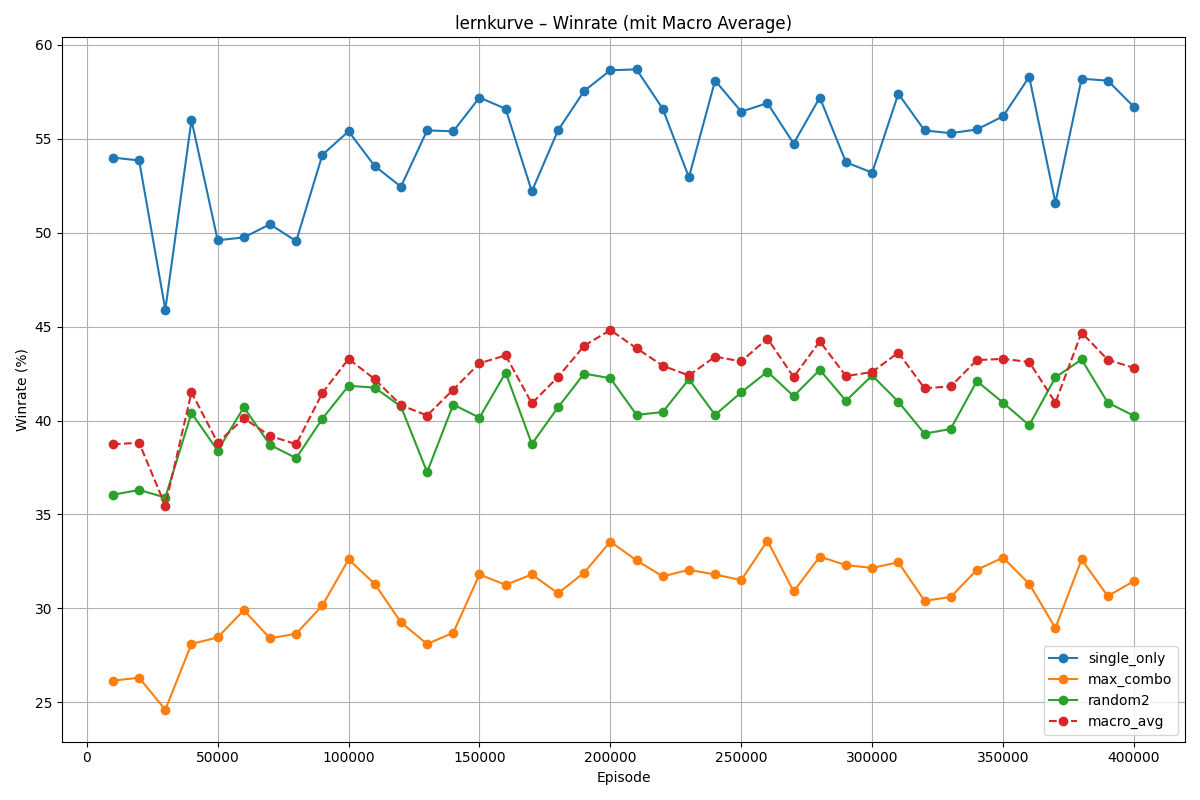 lernkurve – Winrate (mit Macro Average)
60
55
50
45
40
35
30
25
Winrate (%)
0 50000 100000 150000 200000 250000 300000 350000 400000
Episode
single_only
max_combo
random2
macro_avg